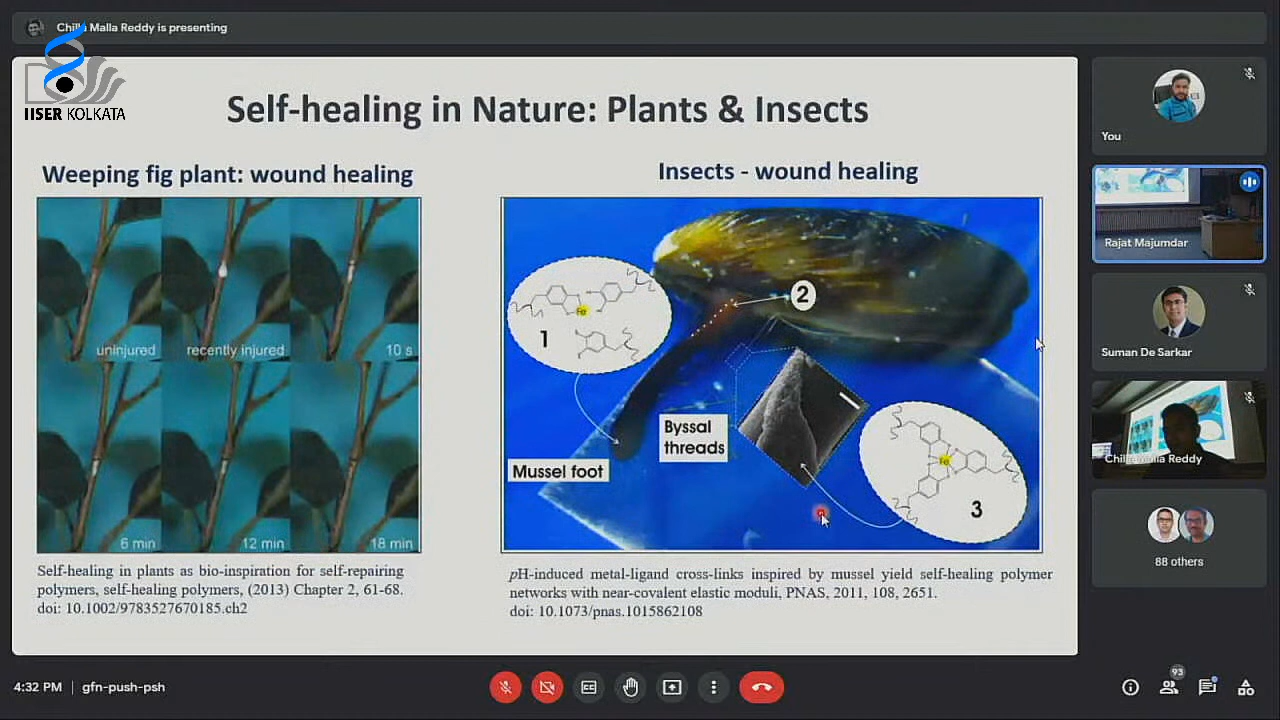 Chilla Malla Reddy is presenting
IISER KOLKATA
Self-healing in Nature: Plants & Insects
Weeping fig plant: wound healing
uninjured
recently injured
10 s
6 min
12 min
18 min
Self-healing in plants as bio-inspiration for self-repairing
polymers, self-healing polymers, (2013) Chapter 2, 61-68.
doi: 10.1002/9783527670185.ch2
Insects - wound healing
1
Fe
2
Byssal
threads
Mussel foot
Fe
3
pH-induced metal-ligand cross-links inspired by mussel yield self-healing polymer
networks with near-covalent elastic moduli, PNAS, 2011, 108, 2651.
doi: 10.1073/pnas.1015862108
You
Rajat Majumdar
Suman De Sarkar
Chilla Malla Reddy
88 others
4:32 PM | gfn-push-psh
93